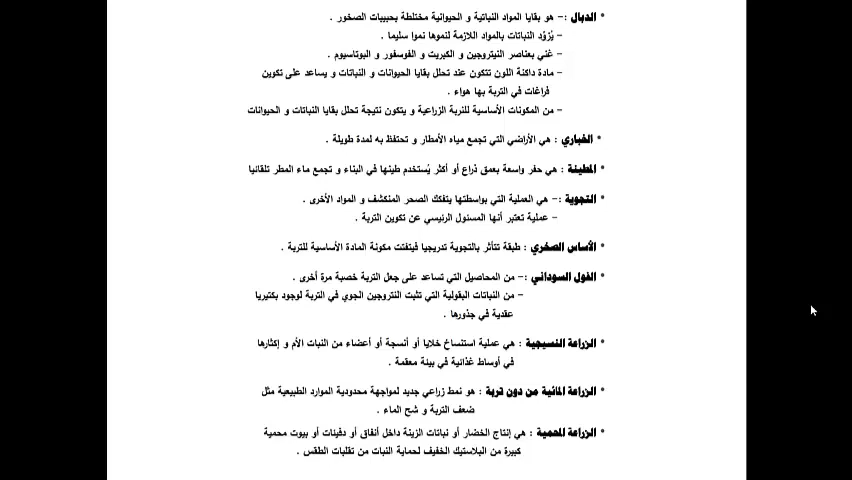 • الدبال :– هو بقايا المواد النباتية و الحيوانية مختلطة بحبيبات الصخور .
– يُزوّد النباتات بالمواد اللازمة لنموها نموا سليما .
– غني بعناصر النيتروجين و الكبريت و الفوسفور و البوتاسيوم .
– مادة داكنة اللون تتكون عند تحلل بقايا الحيوانات و النباتات و يساعد على تكوين
فراغات في التربة بها هواء .
– من المكونات الأساسية للتربة الزراعية و يتكون نتيجة تحلل بقايا النباتات و الحيوانات
• الخباري : هي الأراضي التي تجمع مياه الأمطار و تحتفظ به لمدة طويلة .
• المطينة : هي حفر واسعة بعمق ذراع أو أكثر يُستخدم طينها في البناء و تجمع ماء المطر تلقائيا
• التجوية :– هي العملية التي بواسطتها يتفكك الصخر المنكشف و المواد الأخرى .
– عملية تعتبر أنها المسئول الرئيسي عن تكوين التربة .
• الأساس الصخري : طبقة تتأثر بالتجوية تدريجيا فيتفتت مكونة المادة الأساسية للتربة .
• الفول السوداني :– من المحاصيل التي تساعد على جعل التربة خصبة مرة أخرى .
– من النباتات البقولية التي تثبت النتروجين الجوي في التربة لوجود بكتيريا
عقدية في جذورها .
• الزراعة النسيجية : هي عملية استنساخ خلايا أو أنسجة أو أعضاء من النبات الأم و إكثارها
في أوساط غذائية في بيئة معقمة .
• الزراعة المائية من دون تربة : هو نمط زراعي جديد لمواجهة محدودية الموارد الطبيعية مثل
ضعف التربة و شح الماء .
• الزراعة المحمية : هي إنتاج الخضار أو نباتات الزينة داخل أنفاق أو دفيئات أو بيوت محمية
كبيرة من البلاستيك الخفيف لحماية النبات من تقلبات الطقس .